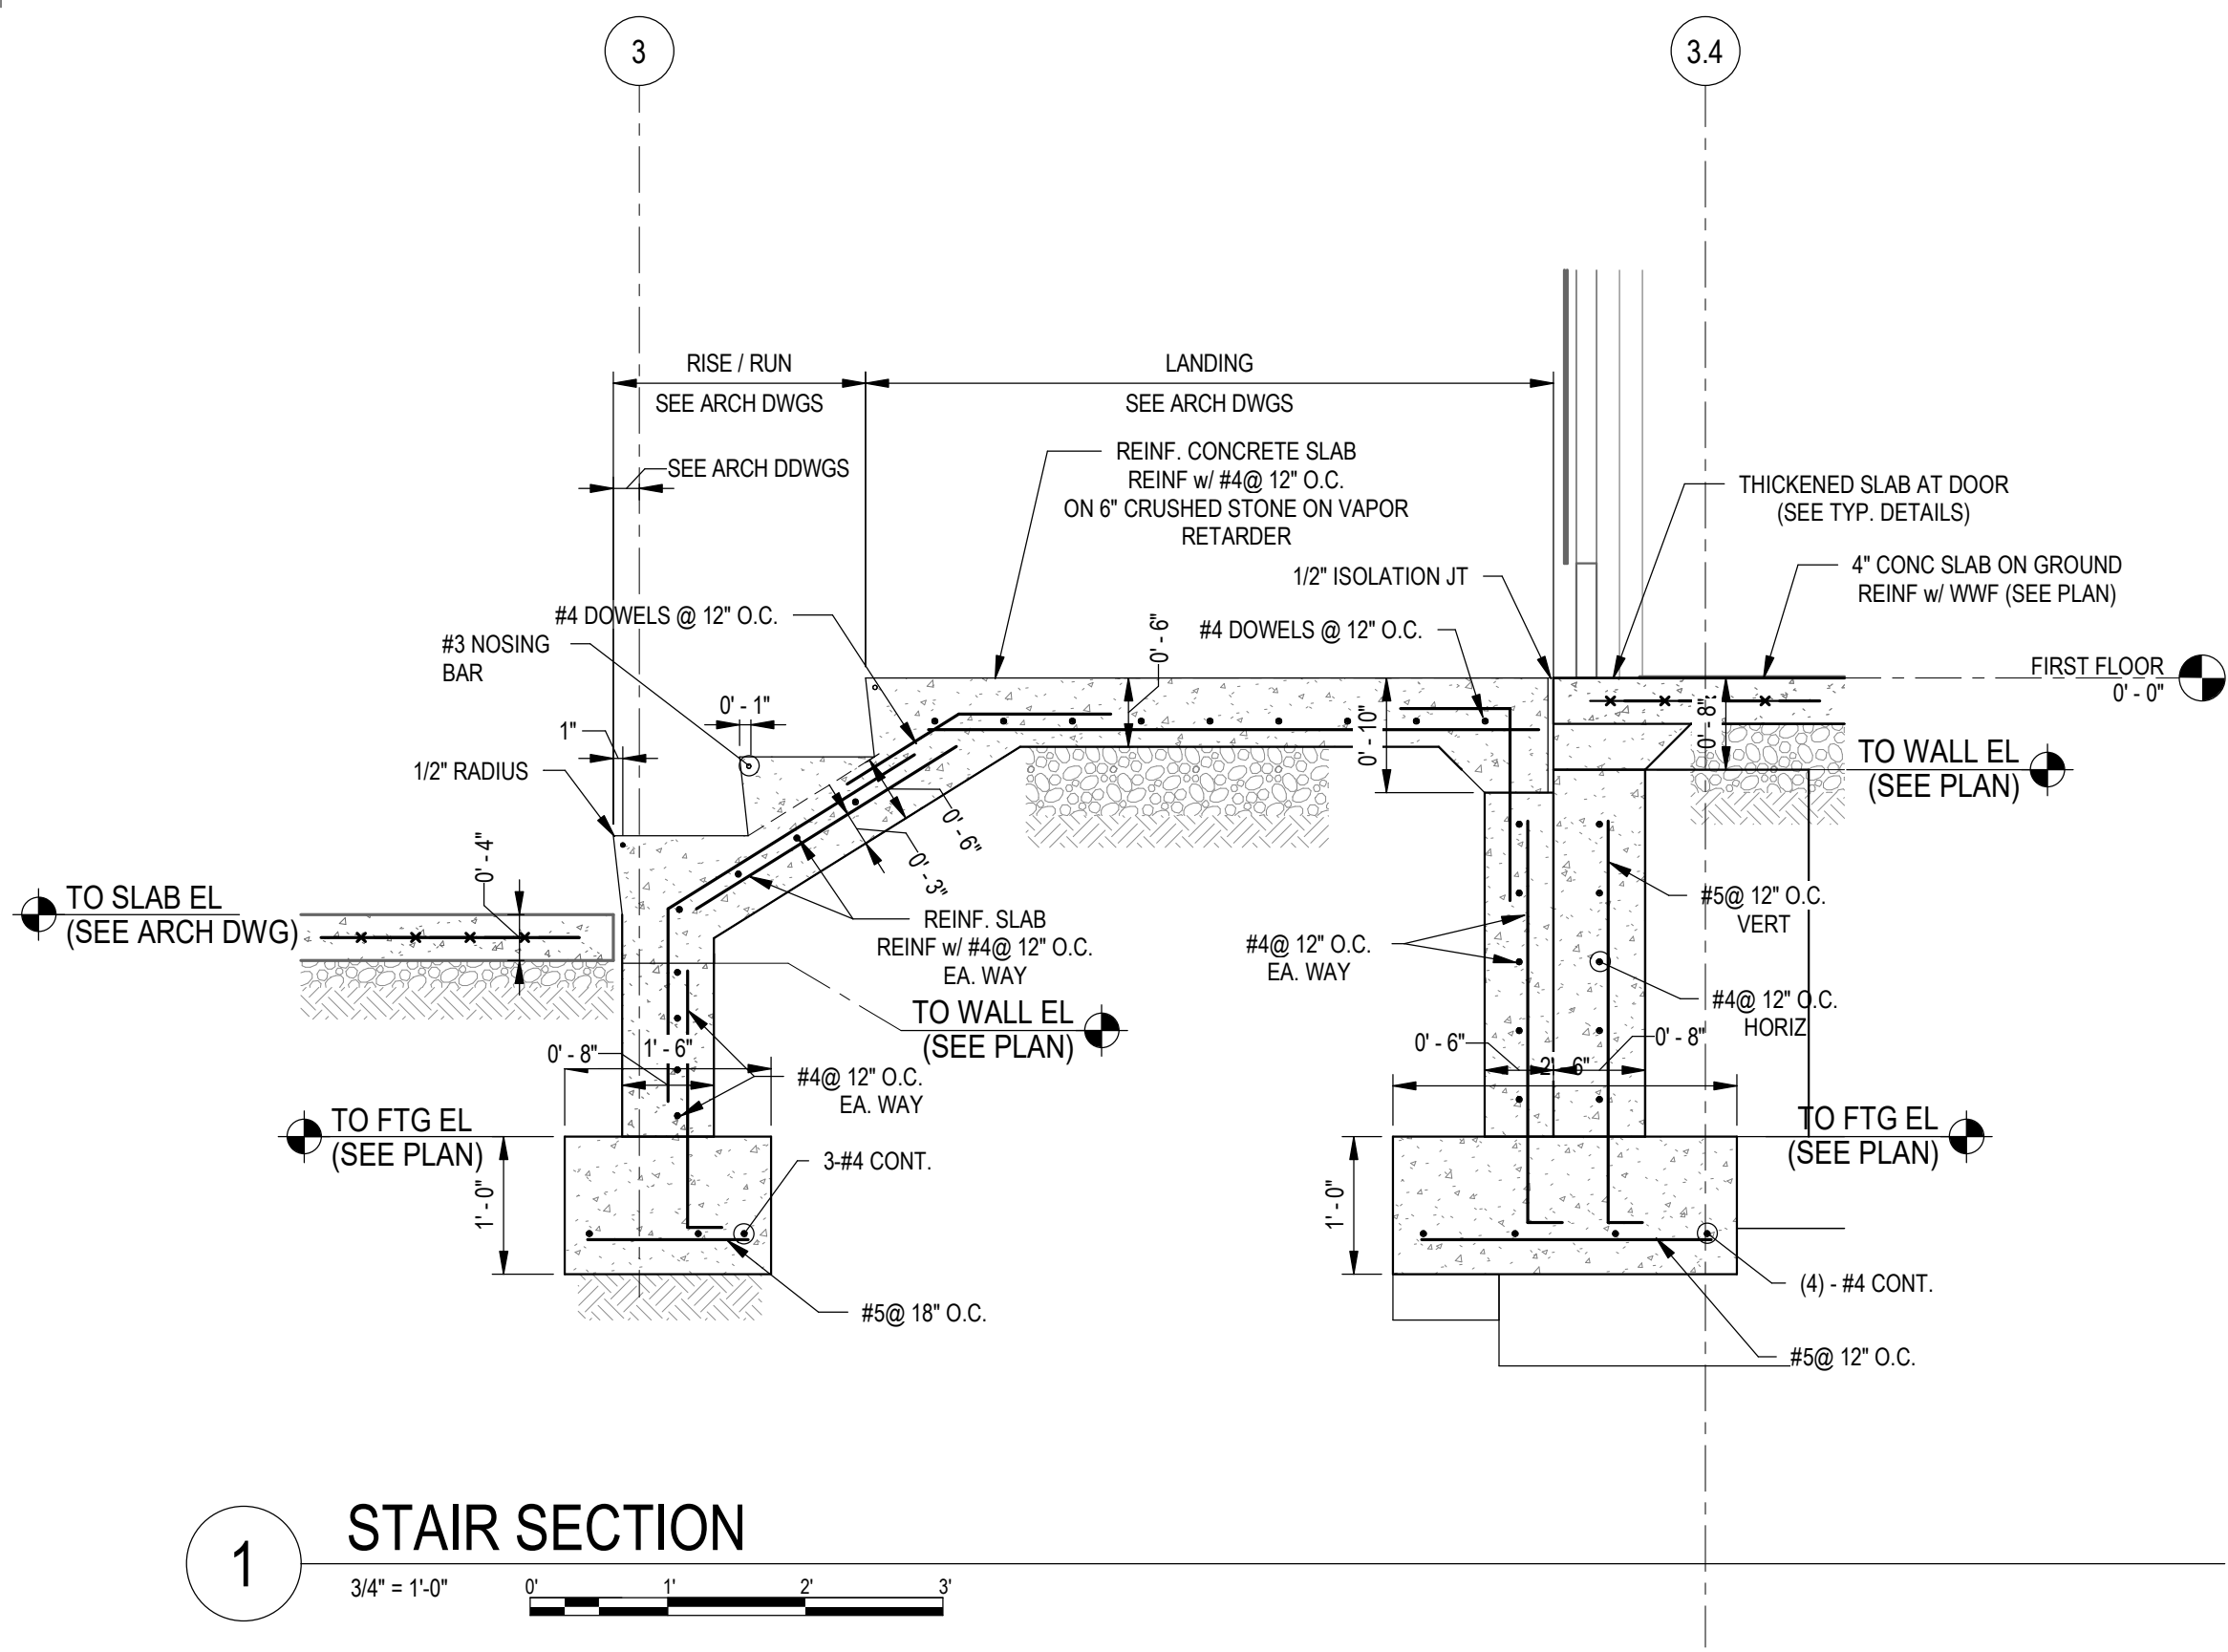 3
3.4
RISE / RUN
SEE ARCH DWGS
LANDING
SEE ARCH DWGS
SEE ARCH DDWGS
REINF. CONCRETE SLAB
REINF w/ #4@ 12" O.C.
ON 6" CRUSHED STONE ON VAPOR
RETARDER
THICKENED SLAB AT DOOR
(SEE TYP. DETAILS)
1/2" ISOLATION JT
4" CONC SLAB ON GROUND
REINF w/ WWF (SEE PLAN)
#4 DOWELS @ 12" O.C.
#4 DOWELS @ 12" O.C.
#3 NOSING
BAR
0' - 6"
FIRST FLOOR
0' - 0"
0' - 1"
1"
0' - 10"
0' - 8"
1/2" RADIUS
TO WALL EL
(SEE PLAN)
0' - 6"
0' - 3"
0' - 4"
TO SLAB EL
(SEE ARCH DWG)
REINF. SLAB
REINF w/ #4@ 12" O.C.
EA. WAY
#4@ 12" O.C.
EA. WAY
#5@ 12" O.C.
VERT
#4@ 12" O.C.
HORIZ
TO WALL EL
(SEE PLAN)
0' - 8"
1' - 6"
0' - 6"
2' - 6"
0' - 8"
#4@ 12" O.C.
EA. WAY
TO FTG EL
(SEE PLAN)
TO FTG EL
(SEE PLAN)
3-#4 CONT.
1' - 0"
1' - 0"
#5@ 18" O.C.
(4) - #4 CONT.
#5@ 12" O.C.
1
STAIR SECTION
3/4" = 1'-0"
0' 1' 2' 3'